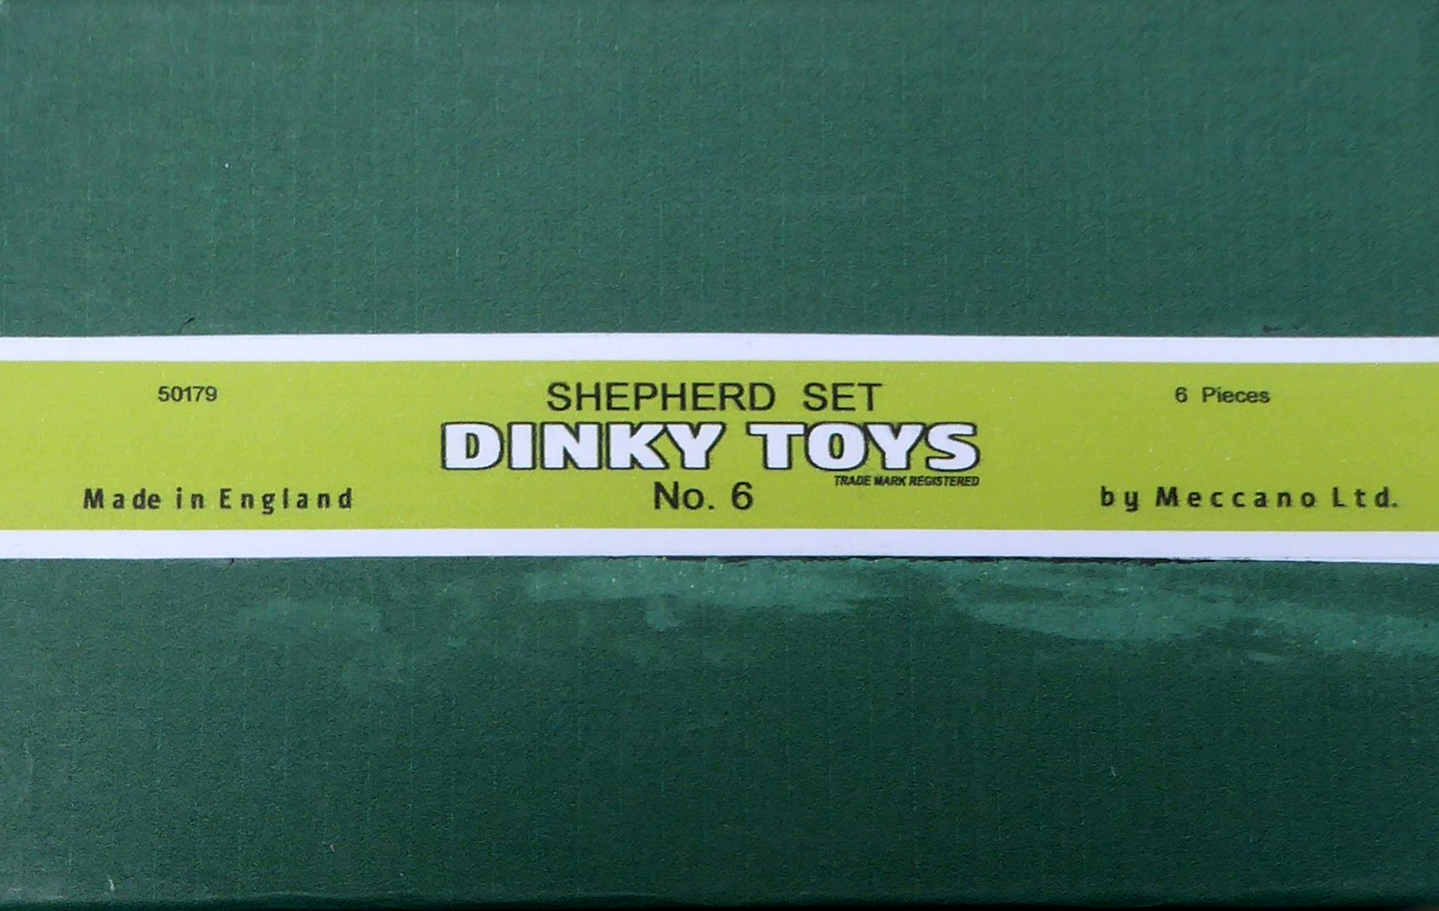 50179
SHEPHERD SET
6 Pieces
DINKY TOYS
TRADE MARK REGISTERED
No. 6
Made in England
by Meccano Ltd.